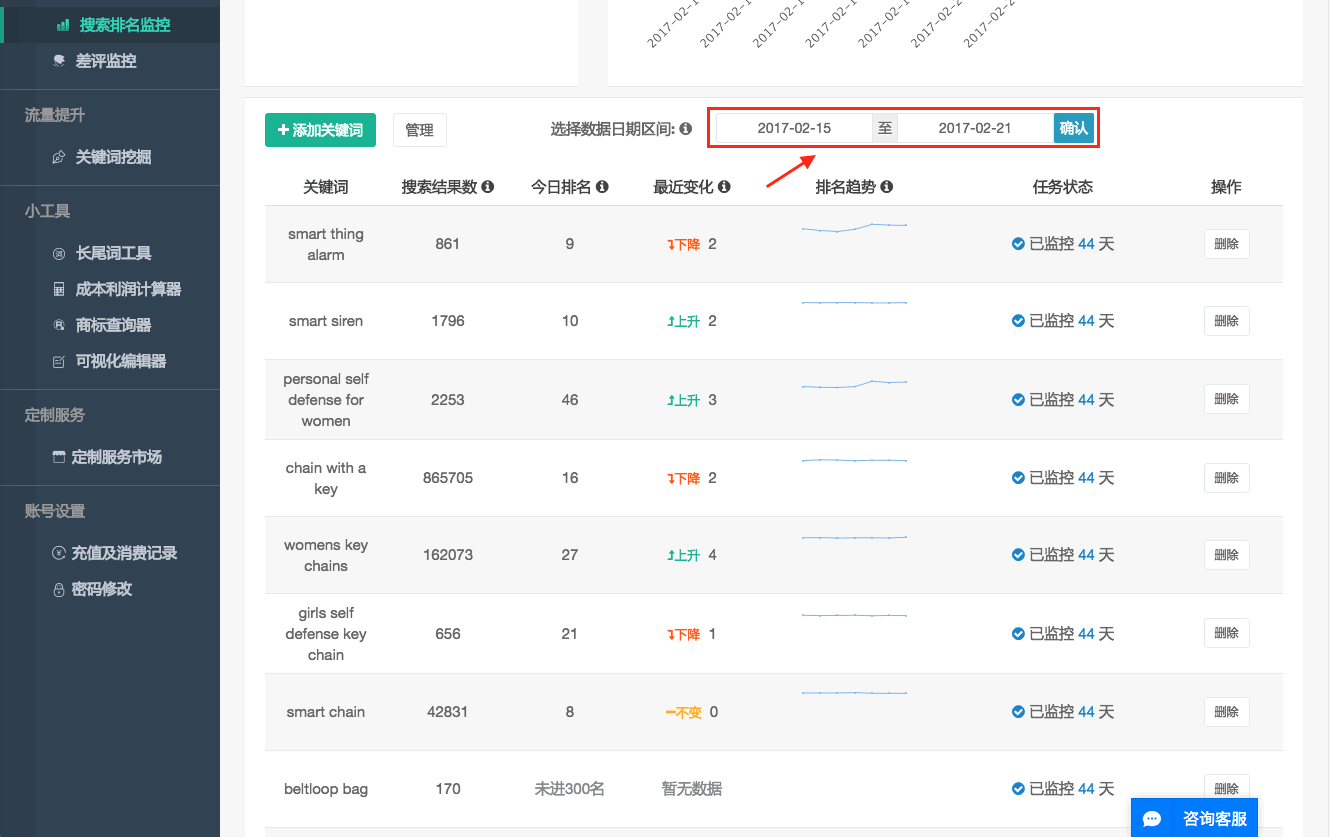 搜索排名监控
差评监控
流量提升
关键词挖掘
小工具
长尾词工具
成本利润计算器
商标查询器
可视化编辑器
定制服务
定制服务市场
账号设置
充值及消费记录
密码修改
2017-02-1
2017-02-1
2017-02-1
2017-02-1
2017-02-1
2017-02-2
2017-02-2
添加关键词 管理 选择数据日期区间: 2017-02-15 至 2017-02-21 确认
关键词 搜索结果数 今日排名 最近变化 排名趋势 任务状态 操作
smart thing
alarm
861 9 下降 2 已监控 44 天 删除
smart siren 1796 10 上升 2 已监控 44 天 删除
personal self
defense for
women
2253 46 上升 3 已监控 44 天 删除
chain with a
key
865705 16 下降 2 已监控 44 天 删除
womens key
chains
162073 27 上升 4 已监控 44 天 删除
girls self
defense key
chain
656 21 下降 1 已监控 44 天 删除
smart chain 42831 8 不变 0 已监控 44 天 删除
beltloop bag 170 未进300名 暂无数据 已监控 44 天 删除
咨询客服